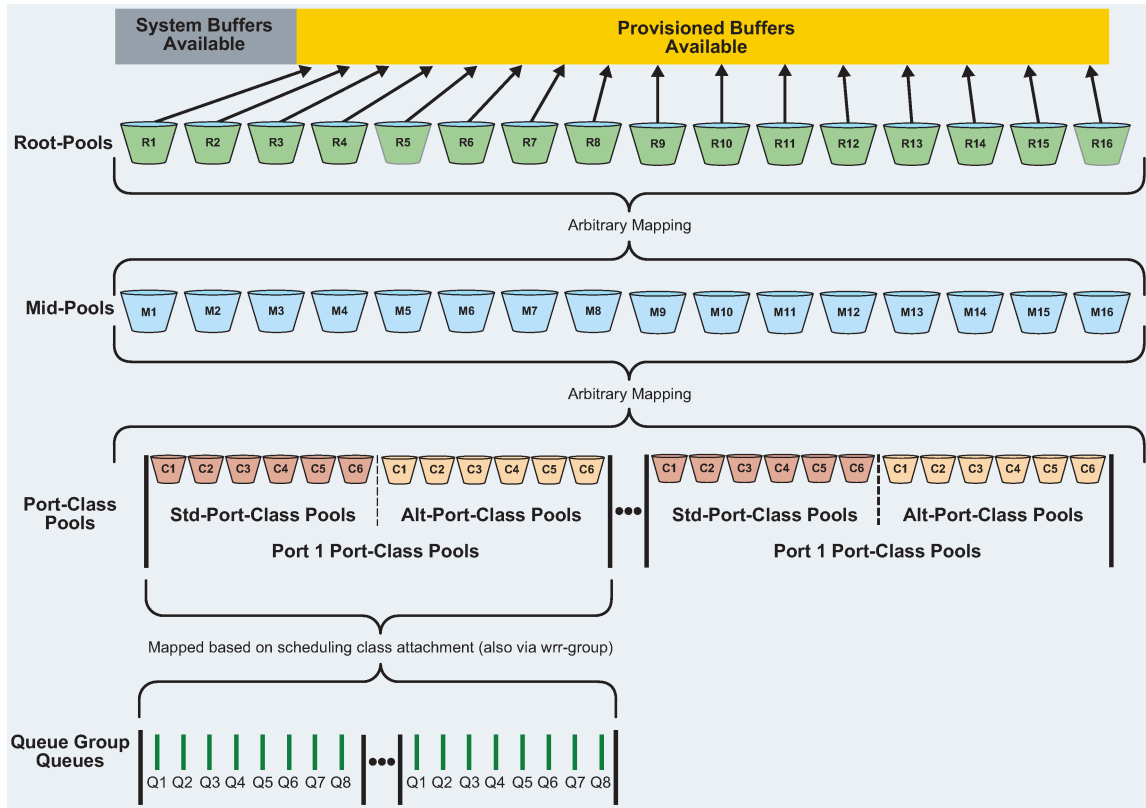 System Buffers
Available
Provisioned Buffers
Available
Root-Pools
R1 R2 R3 R4 R5 R6 R7 R8 R9 R10 R11 R12 R13 R14 R15 R16
Arbitrary Mapping
Mid-Pools
M1 M2 M3 M4 M5 M6 M7 M8 M9 M10 M11 M12 M13 M14 M15 M16
Arbitrary Mapping
Port-Class
Pools
C1 C2 C3 C4 C5 C6 C1 C2 C3 C4 C5 C6
Std-Port-Class Pools Alt-Port-Class Pools
Port 1 Port-Class Pools
C1 C2 C3 C4 C5 C6 C1 C2 C3 C4 C5 C6
Std-Port-Class Pools Alt-Port-Class Pools
Port 1 Port-Class Pools
Mapped based on scheduling class attachment (also via wrr-group)
Queue Group
Queues
Q1 Q2 Q3 Q4 Q5 Q6 Q7 Q8 Q1 Q2 Q3 Q4 Q5 Q6 Q7 Q8